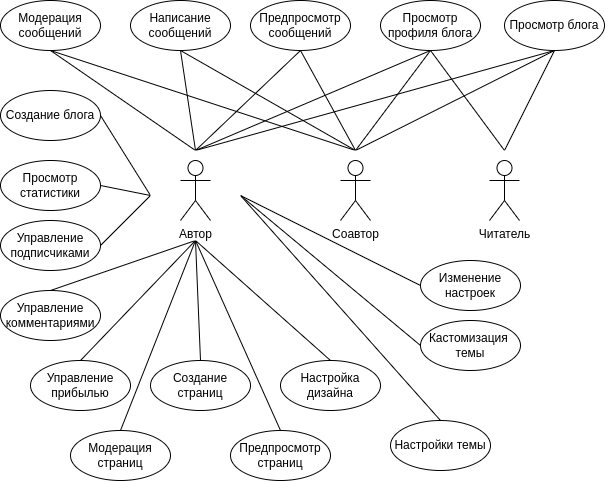 Модерация
сообщений
Написание
сообщений
Предпросмотр
сообщений
Просмотр
профиля блога
Просмотр блога
Создание блога
Просмотр
статистики
Управление
подписчиками
Автор
Соавтор
Читатель
Управление
комментариями
Изменение
настроек
Кастомизация
темы
Управление
прибылью
Создание
страниц
Настройка
дизайна
Модерация
страниц
Предпросмотр
страниц
Настройки темы